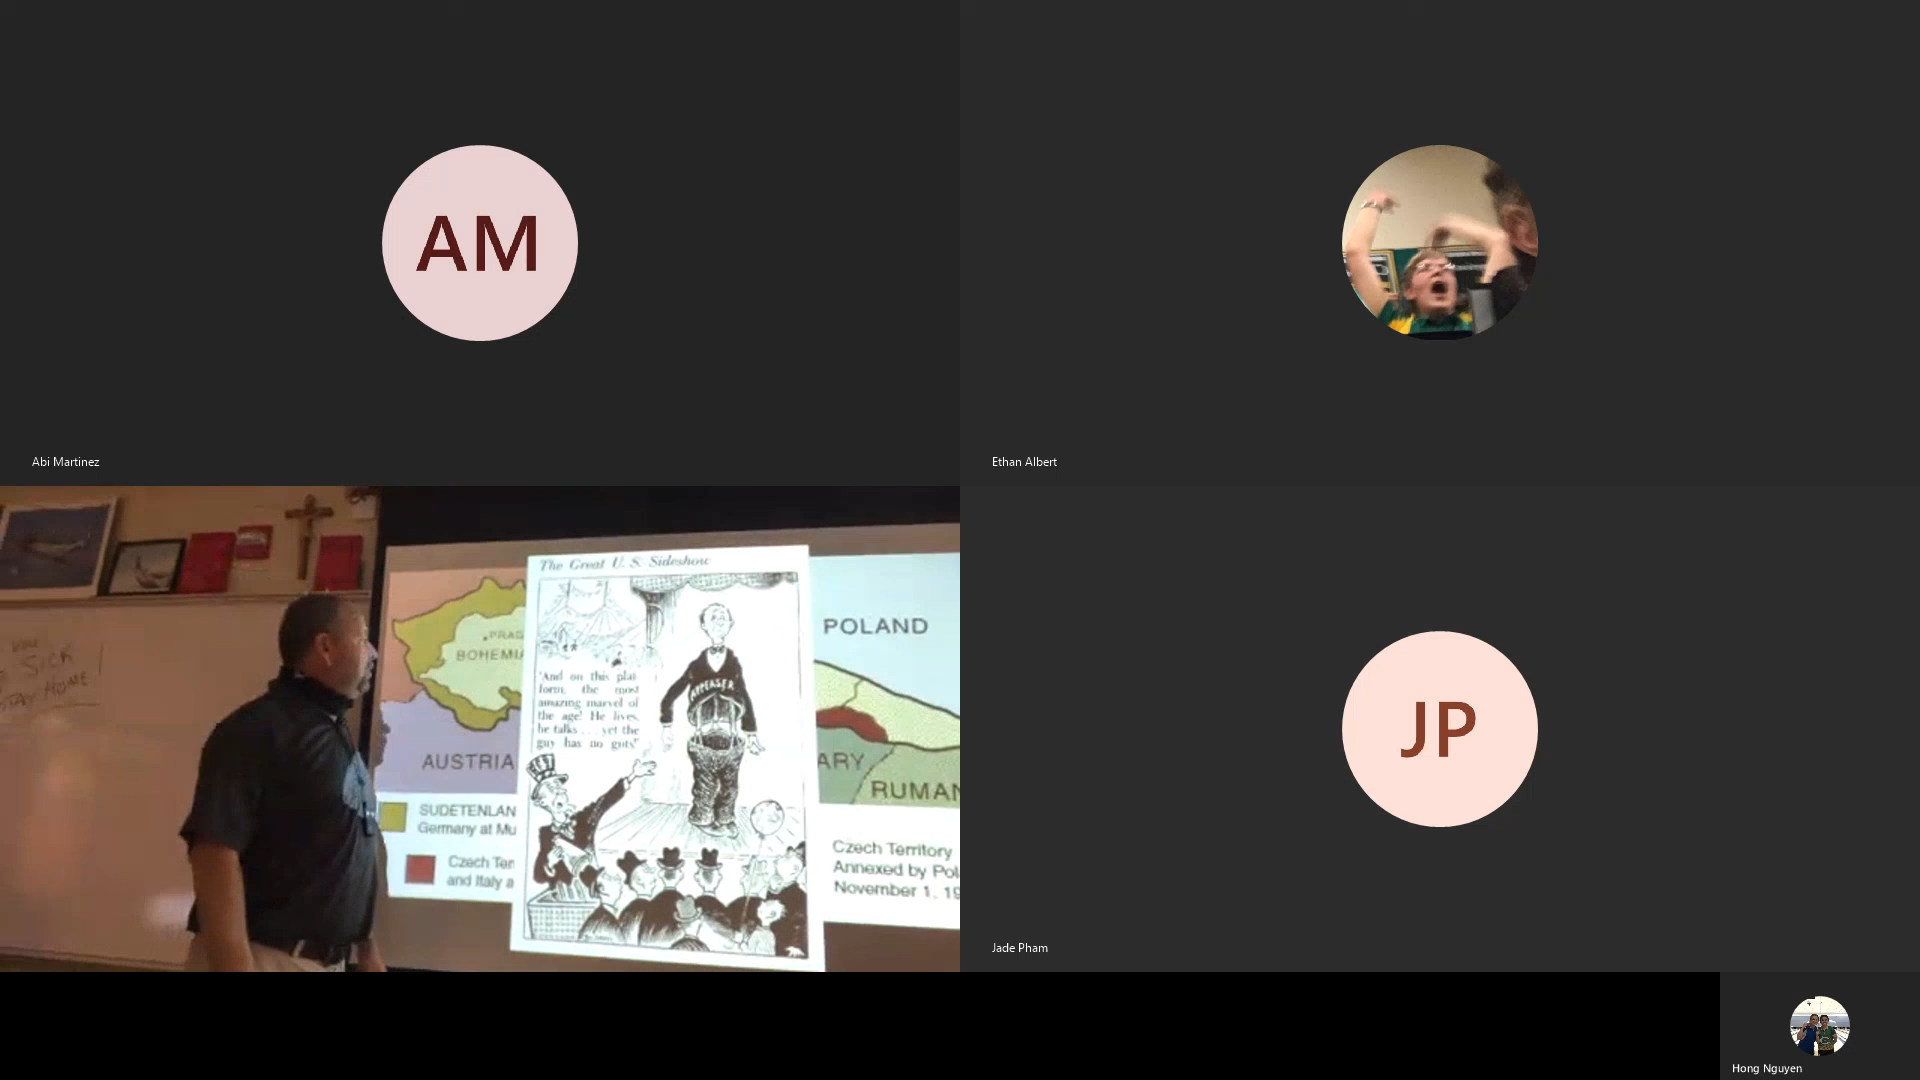 AM
Abi Martinez
Ethan Albert
SICK
HOME!
The Great U. S. Sideshow
"And on this plat-
form, the most
amazing marvel of
the age! He lives,
he talks . . . yet the
guy has no guts"
APPEASER
PRAG
BOHEMIA
AUSTRIA
POLAND
ARY
RUMAN
SUDETENLAN
Germany at Mu
Czech Ter
and Italy a
Czech Territory
Annexed by Pol
November 1, 19
JP
Jade Pham
Hong Nguyen